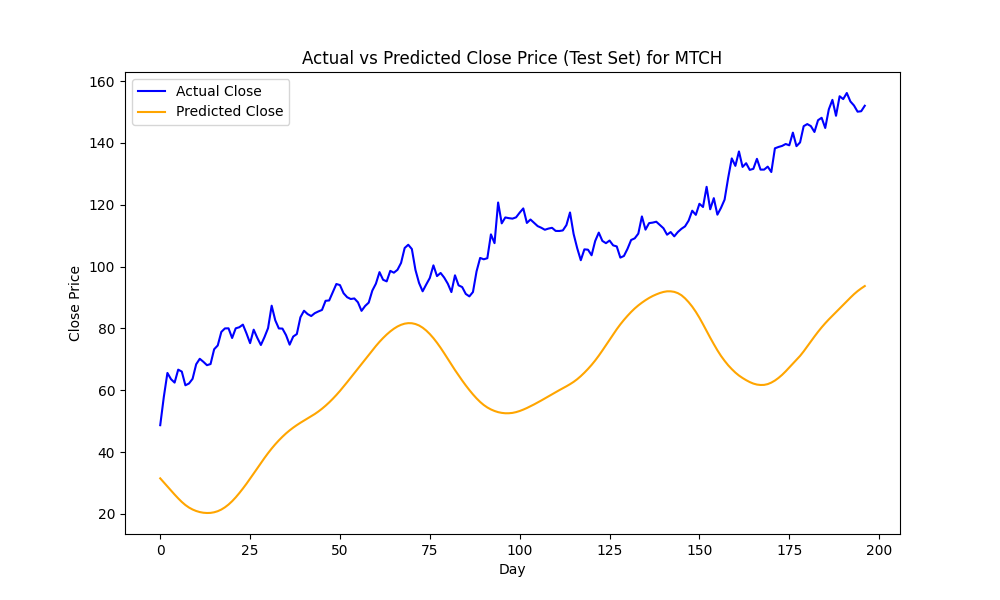 Actual vs Predicted Close Price (Test Set) for MTCH
Actual Close
Predicted Close
Close Price
160
140
120
100
80
60
40
20
0 25 50 75 100 125 150 175 200
Day